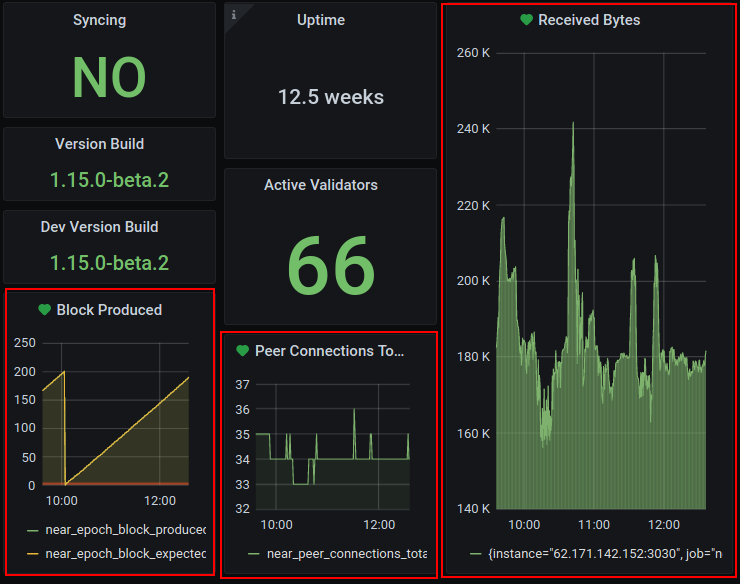 Syncing
NO
Version Build
1.15.0-beta.2
Dev Version Build
1.15.0-beta.2
Block Produced
250
200
150
100
50
0
10:00 12:00
near_epoch_block_produced
near_epoch_block_expected
i
Uptime
12.5 weeks
Active Validators
66
Peer Connections To...
37
36
35
34
33
32
10:00 12:00
near_peer_connections_tota
Received Bytes
260 K
240 K
220 K
200 K
180 K
160 K
140 K
10:00 11:00 12:00
{instance="62.171.142.152:3030", job="n